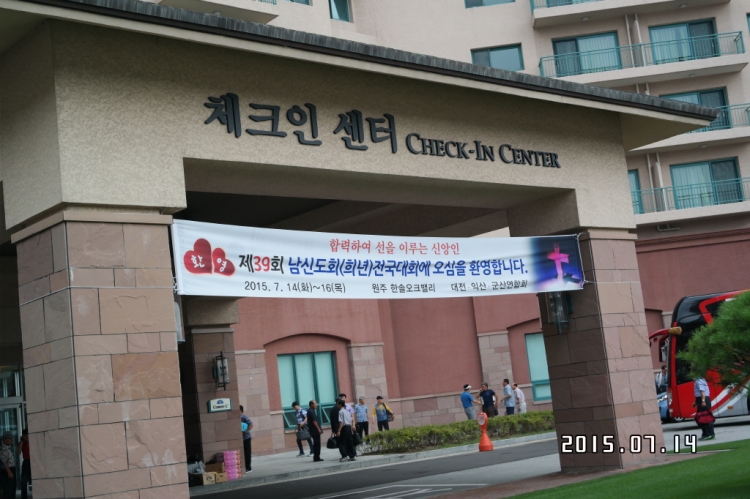 체크인 센터 CHECK-IN CENTER
합력하여 선을 이루는 신앙인
환영 제39회 남신도회(희년)전국대회에 오심을 환영합니다.
2015. 7. 14(화)~16(목) 원주 한솔오크밸리 대전 익산 군산연합회
2015.07.14